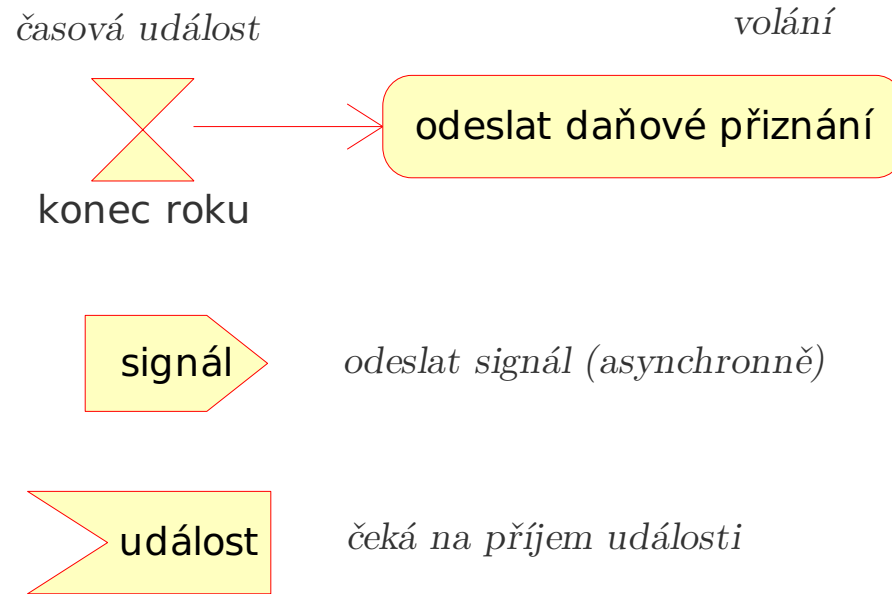 časová událost
volání
odeslat daňové přiznání
konec roku
signál
odeslat signál (asynchronně)
událost
čeká na příjem události